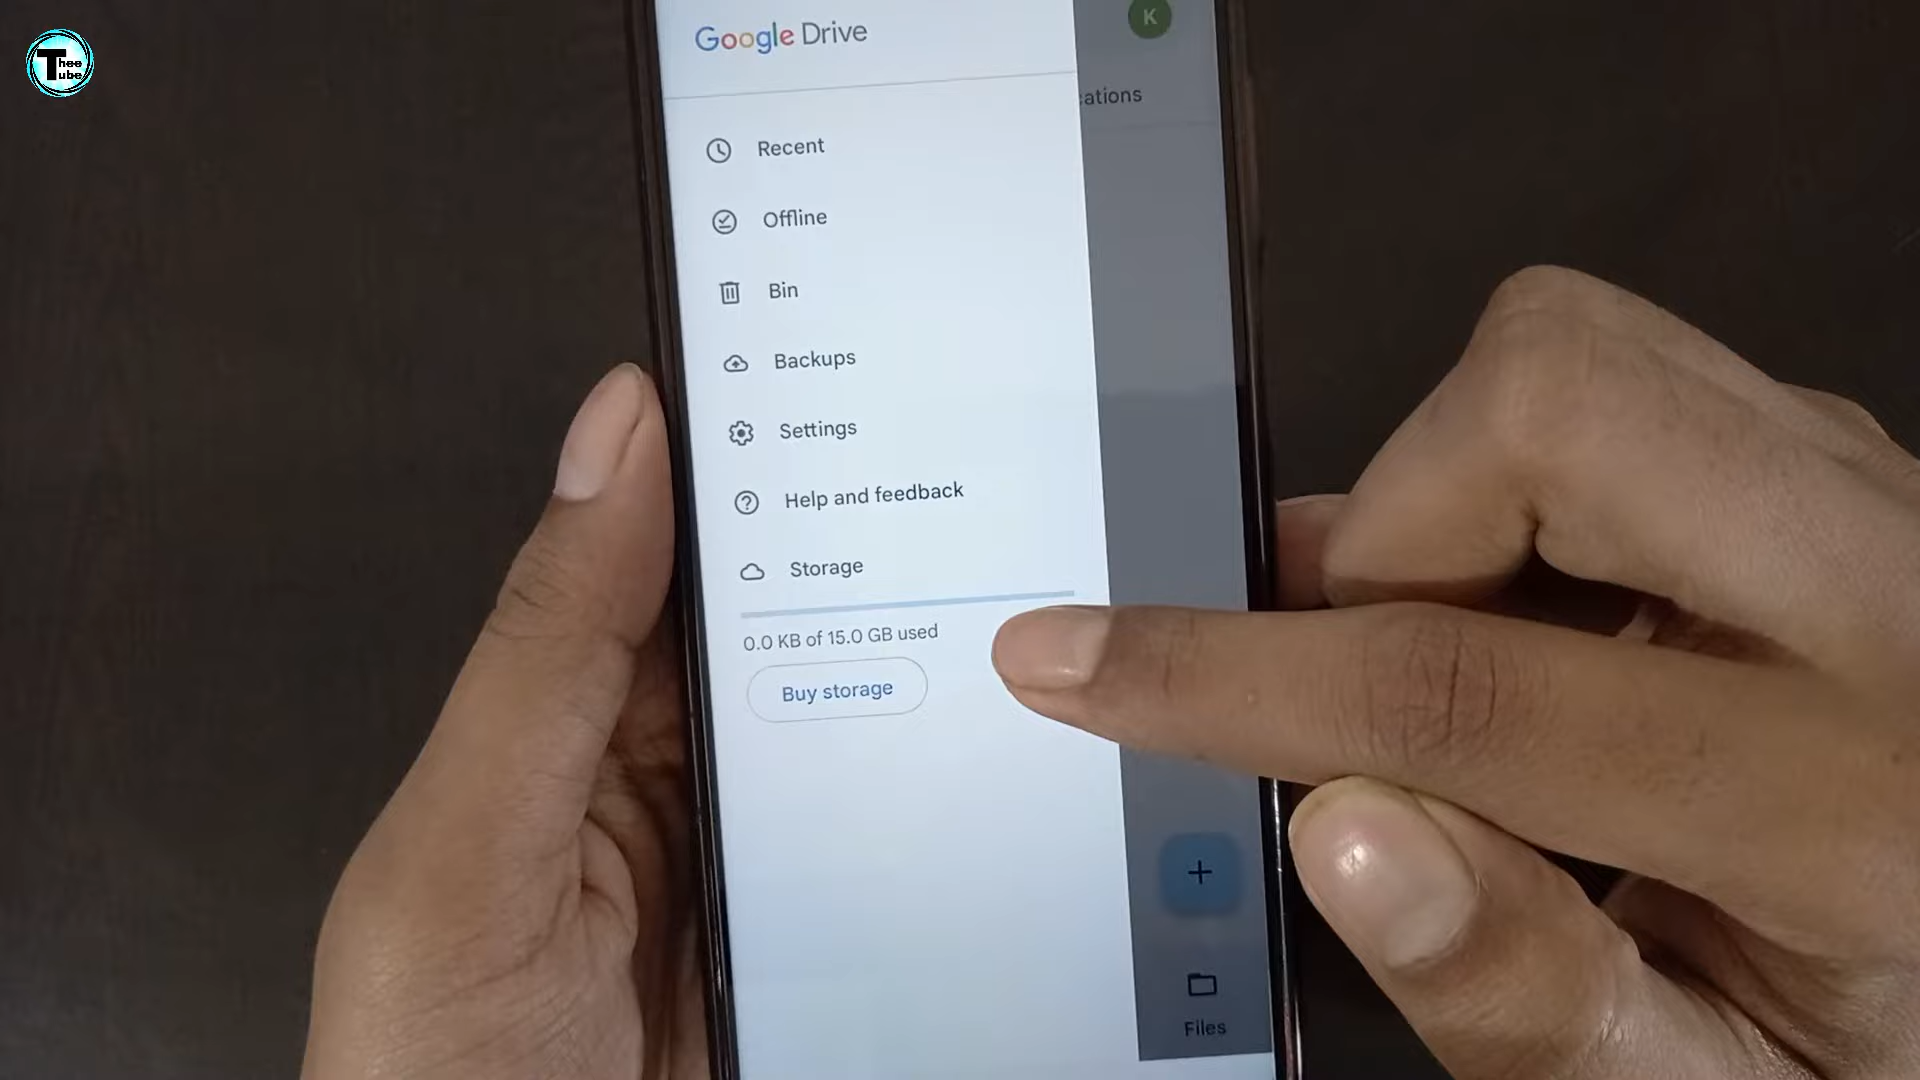 Thee
Tube
Google Drive
K
cations
Recent
Offline
Bin
Backups
Settings
Help and feedback
Storage
0.0 KB of 15.0 GB used
Buy storage
Files